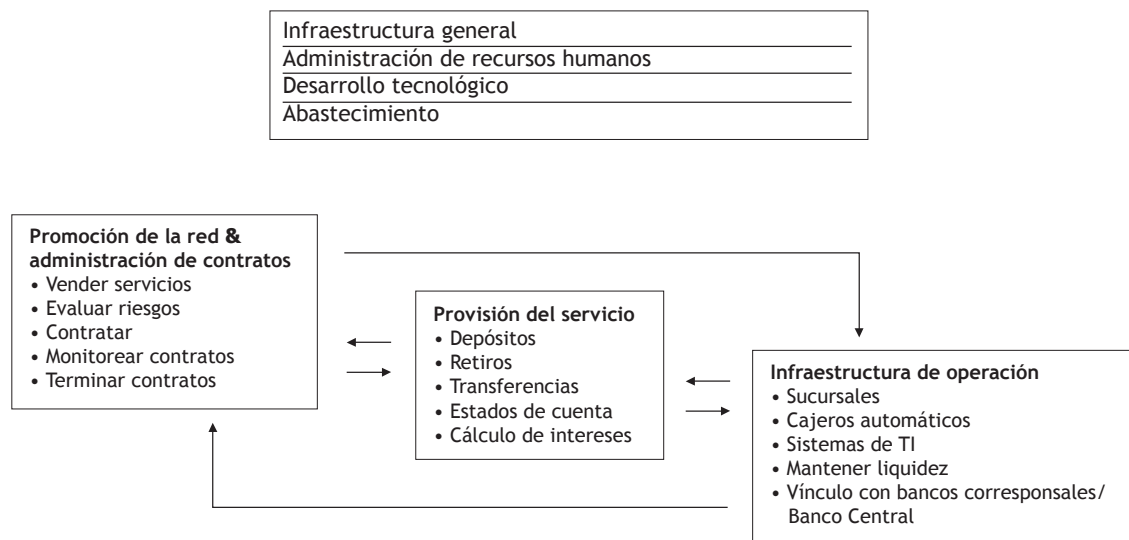 Infraestructura general
Administración de recursos humanos
Desarrollo tecnológico
Abastecimiento
Promoción de la red &
administración de contratos
• Vender servicios
• Evaluar riesgos
• Contratar
• Monitorear contratos
• Terminar contratos
Provisión del servicio
• Depósitos
• Retiros
• Transferencias
• Estados de cuenta
• Cálculo de intereses
Infraestructura de operación
• Sucursales
• Cajeros automáticos
• Sistemas de TI
• Mantener liquidez
• Vínculo con bancos corresponsales/
Banco Central